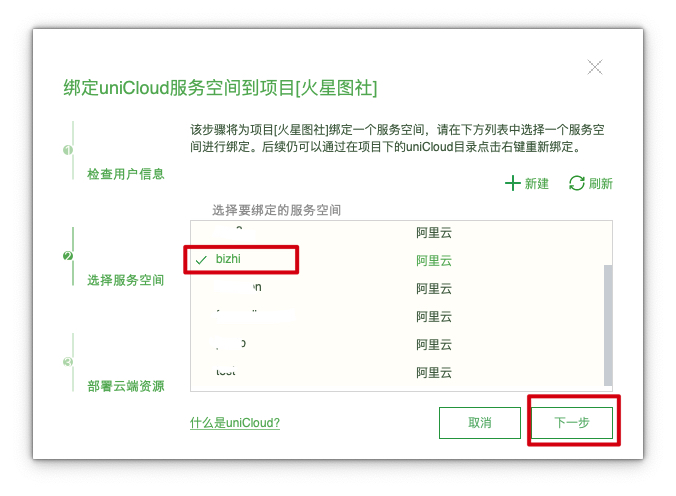 绑定uniCloud服务空间到项目[火星图社]
该步骤将为项目[火星图社]绑定一个服务空间，请在下方列表中选择一个服务空
间进行绑定。后续仍可以通过在项目下的uniCloud目录点击右键重新绑定。
1
检查用户信息
新建
刷新
选择要绑定的服务空间
阿里云
2
bizhi
阿里云
选择服务空间
阿里云
阿里云
3
阿里云
阿里云
部署云端资源
什么是uniCloud?
取消
下一步